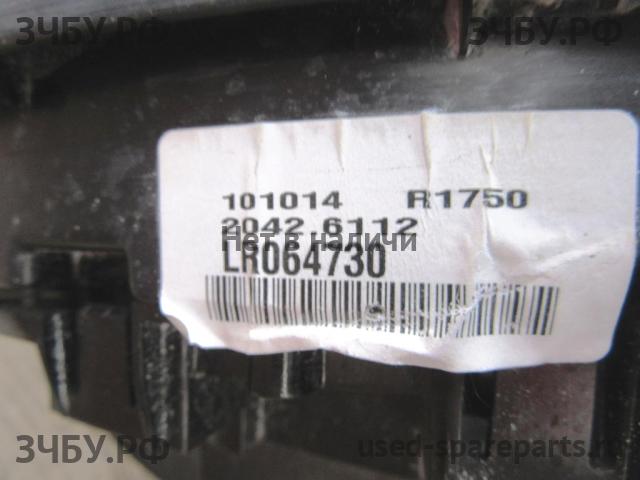 ЗЧБУ.РФ ЗЧБУ.РФ
101014 R1750
2042 6112
Нет в наличи
LR064730
ЗЧБУ.РФ used-spareparts.ru